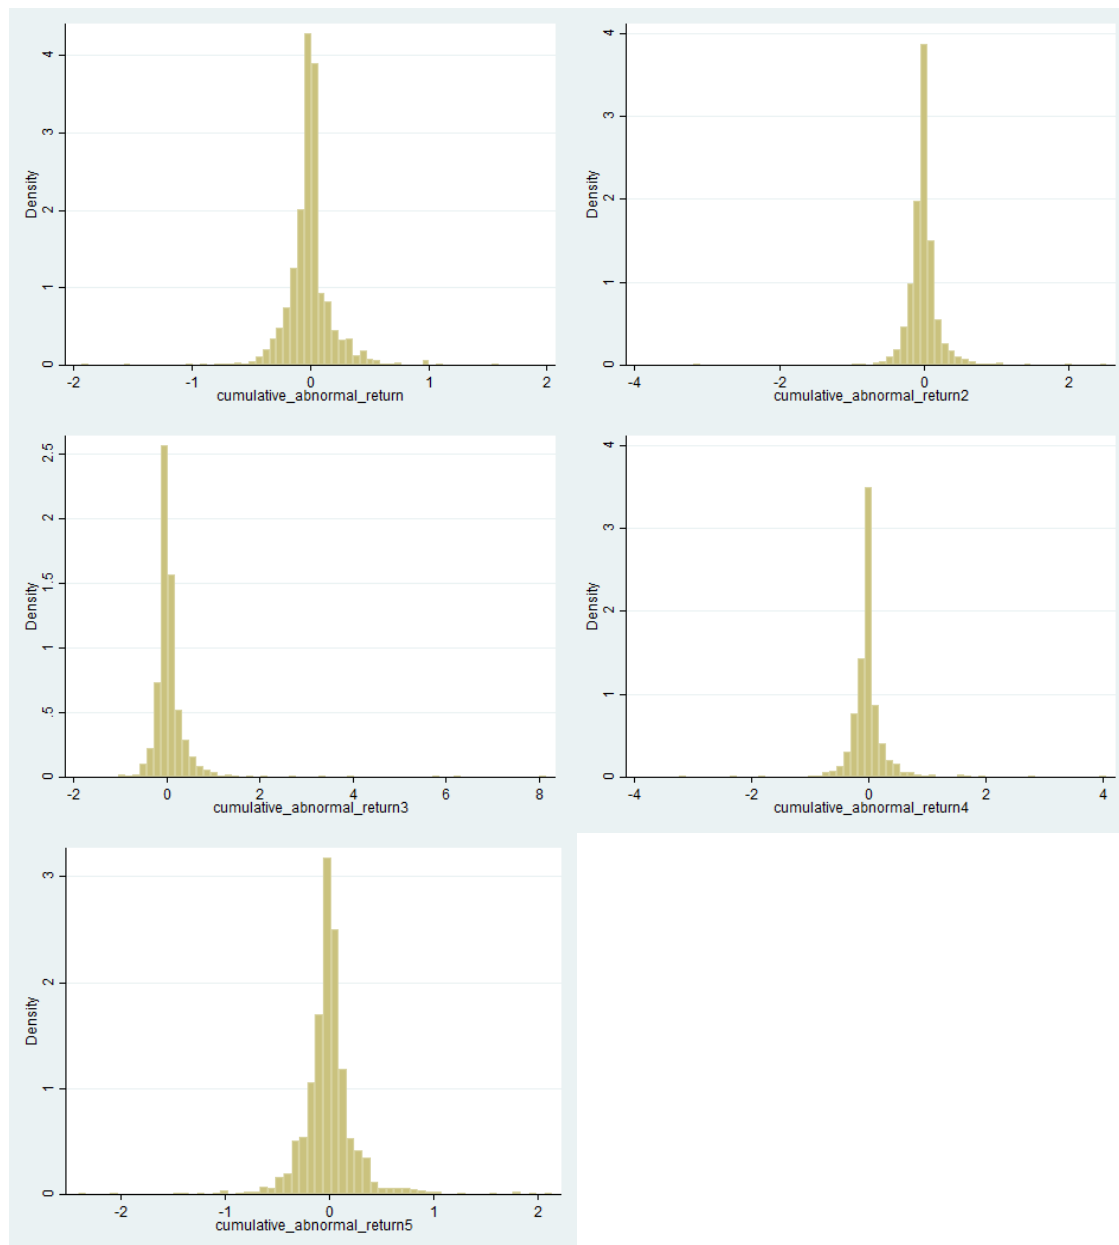 Density
4
3
2
1
0
-2 -1 0 1 2
cumulative_abnormal_return
Density
4
3
2
1
0
-4 -2 0 2
cumulative_abnormal_return2
Density
2.5
2
1.5
1
.5
0
-2 0 2 4 6 8
cumulative_abnormal_return3
Density
4
3
2
1
0
-4 -2 0 2 4
cumulative_abnormal_return4
Density
3
2
1
0
-2 -1 0 1 2
cumulative_abnormal_return5